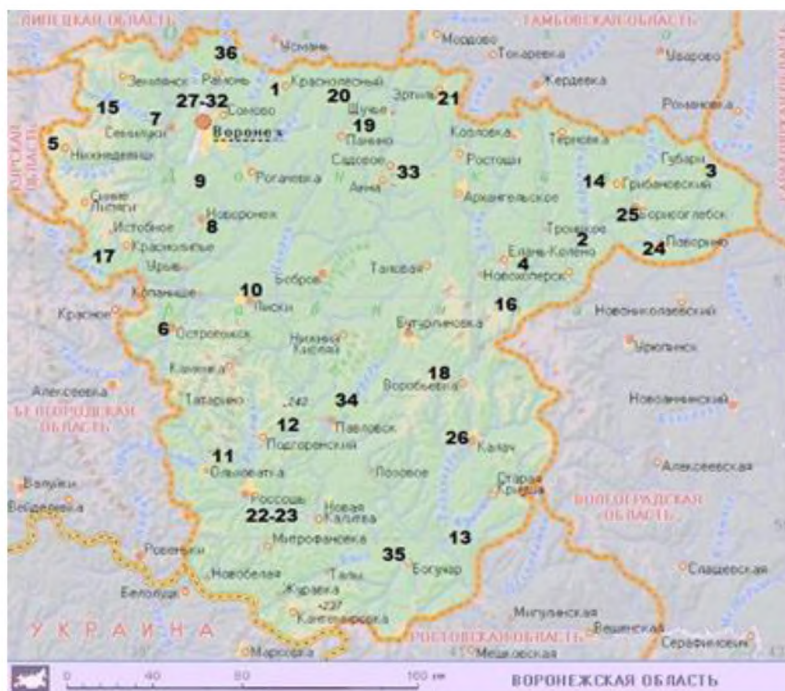 ЛИПЕЦКАЯ ОБЛАСТЬ
ТАМБОВСКАЯ ОБЛАСТЬ
36
Усмань
Мордово
Токаревка
Уварово
Землянск
Рамонь
1
Краснолесный
Жердевка
15
27-32
20
Эртиль
21
Романовка
Сомово
Щучье
5
7
Семилуки
Воронеж
19
Панино
Козловка
Терновка
Нижнедевицк
Садовое
Ростоши
Губари
3
9
Рогачевка
Анна
33
14
Грибановский
Архангельское
Синие
Липяги
Нововоронеж
25
Борисоглебск
Истобное
8
Троицкое
2
24
Поворино
17
Краснолипье
Елань-Колено
Урыв
Бобров
Таловая
4
Новохоперск
Копанище
10
Лиски
16
Новониколаевский
Красное
6
Острогожск
Нижний
Кисляй
Бутурлиновка
Урюпинск
Каменка
18
Воробьевка
Алексеевка
Татарино
242
34
Новоаннинский
БЕЛГОРОДСКАЯ
ОБЛАСТЬ
12
Павловск
Подгоренский
26
Калач
11
Ольховатка
Лозовое
Алексеевская
Валуйки
Старая
Криуша
Вейделевка
Россошь
Новая
Калитва
ВОЛГОГРАДСКАЯ
ОБЛАСТЬ
22-23
13
Митрофановка
Ровеньки
35
Богучар
Новобелая
Талы
Слащевская
Белолуцк
Журавка
+237
Кантемировка
Мигулинская
УКРАИНА
Вешенская
РОСТОВСКАЯ ОБЛАСТЬ
Серафимович
Марковка
Мешковская
0
40
80
100 км
ВОРОНЕЖСКАЯ ОБЛАСТЬ